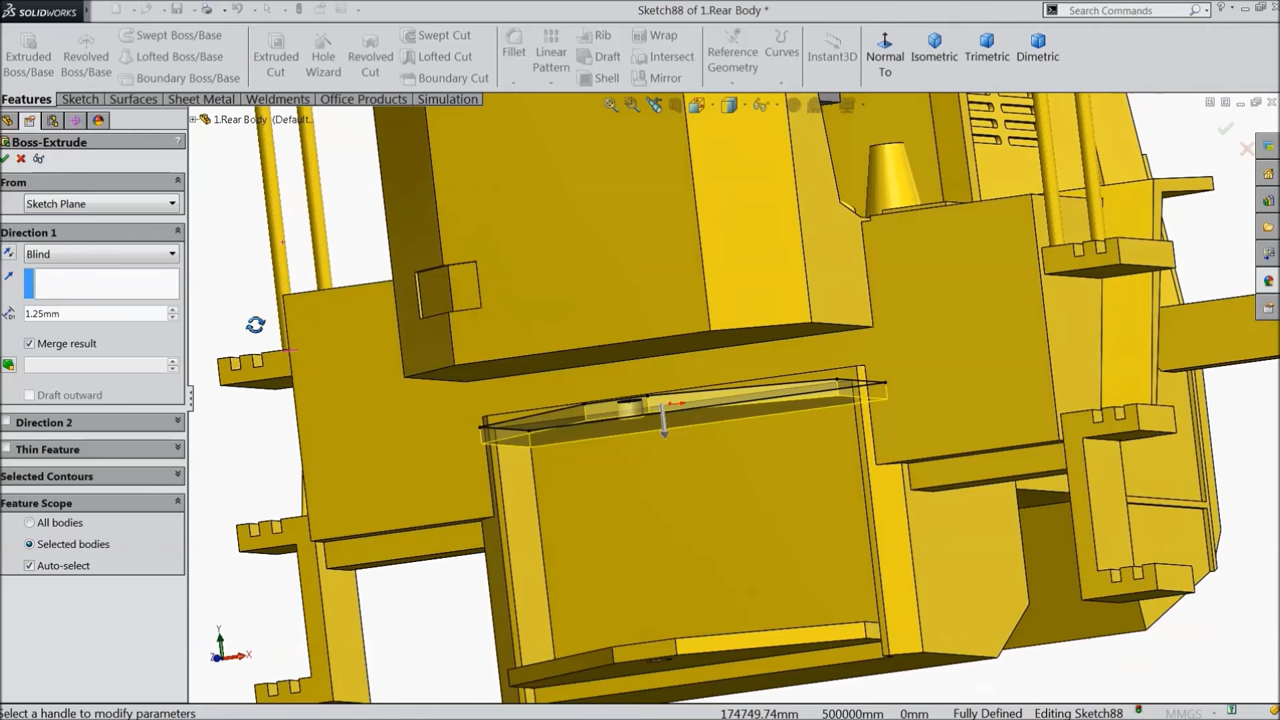 SOLIDWORKS
Sketch88 of 1.Rear Body *
Search Commands
Extruded Boss/Base
Revolved Boss/Base
Swept Boss/Base
Lofted Boss/Base
Boundary Boss/Base
Extruded Cut
Hole Wizard
Revolved Cut
Swept Cut
Lofted Cut
Boundary Cut
Fillet
Linear Pattern
Rib
Draft
Shell
Wrap
Intersect
Mirror
Reference Geometry
Curves
Instant3D
Normal To
Isometric
Trimetric
Dimetric
Features
Sketch
Surfaces
Sheet Metal
Weldments
Office Products
Simulation
1.Rear Body (Default...
Boss-Extrude
?
From
Sketch Plane
Direction 1
Blind
1.25mm
Merge result
Draft outward
Direction 2
Thin Feature
Selected Contours
Feature Scope
All bodies
Selected bodies
Auto-select
Y
X
Z
Select a handle to modify parameters
174749.74mm
500000mm
0mm
Fully Defined
Editing Sketch88
MMGS